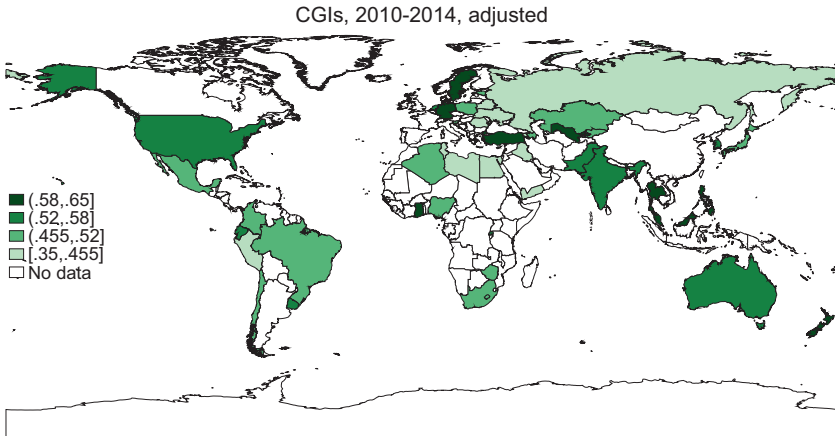 CGIs, 2010-2014, adjusted
(.58,.65]
(.52,.58]
(.455,.52]
[.35,.455]
No data